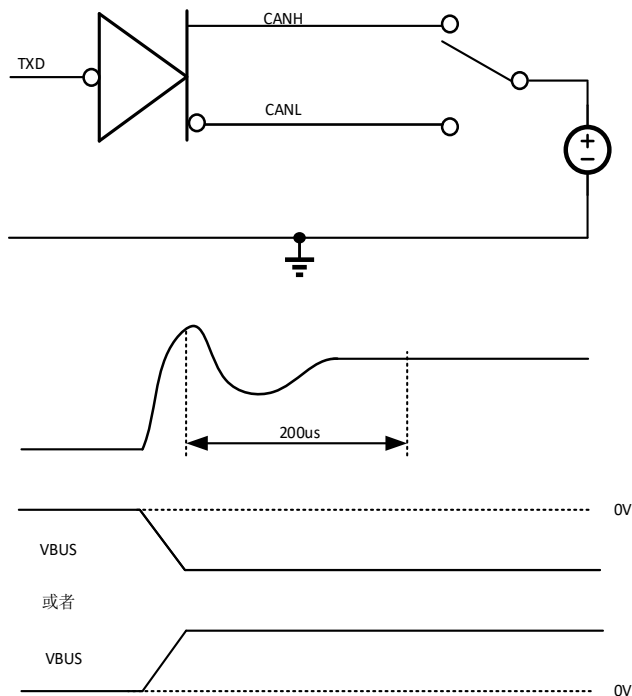 CANH
TXD
CANL
+
−
200us
0V
VBUS
或者
VBUS
0V